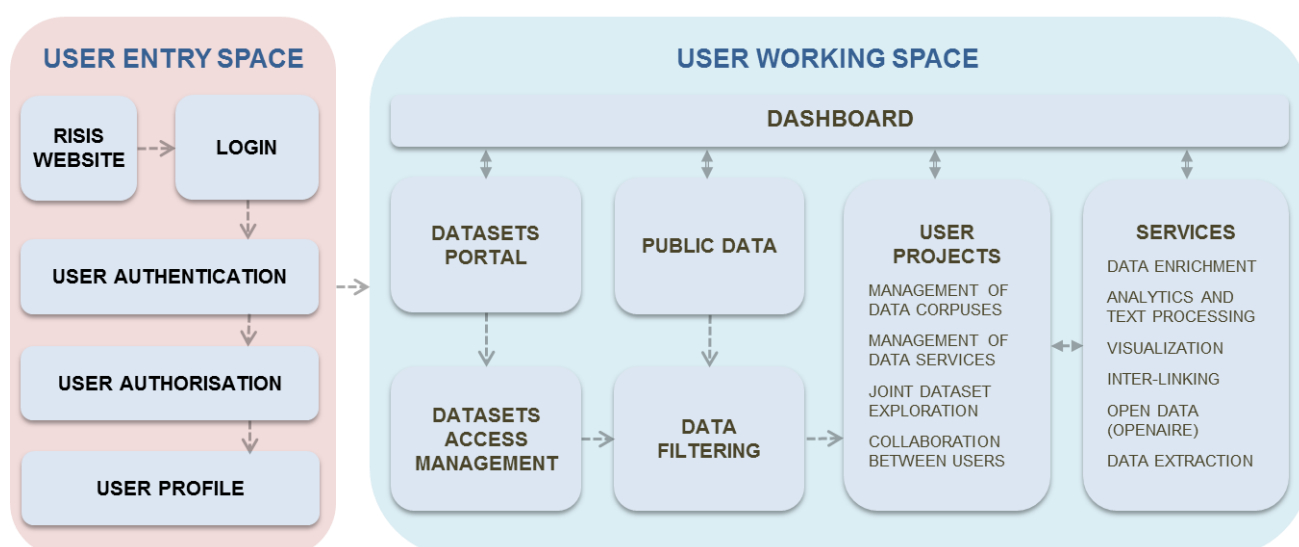 USER ENTRY SPACE
RISIS
WEBSITE
LOGIN
USER AUTHENTICATION
USER AUTHORISATION
USER PROFILE
USER WORKING SPACE
DASHBOARD
DATASETS
PORTAL
PUBLIC DATA
DATASETS
ACCESS
MANAGEMENT
DATA
FILTERING
USER
PROJECTS
MANAGEMENT OF
DATA CORPUSES
MANAGEMENT OF
DATA SERVICES
JOINT DATASET
EXPLORATION
COLLABORATION
BETWEEN USERS
SERVICES
DATA ENRICHMENT
ANALYTICS AND
TEXT PROCESSING
VISUALIZATION
INTER-LINKING
OPEN DATA
(OPENAIRE)
DATA EXTRACTION